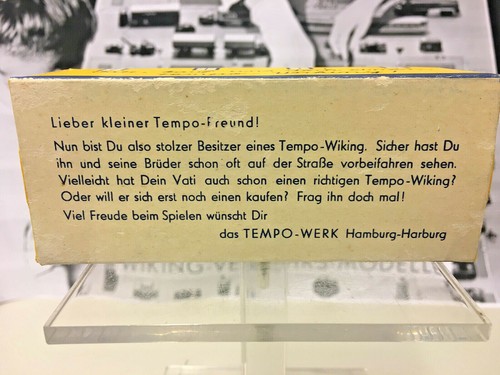 Lieber kleiner Tempo-Freund!
Nun bist Du also stolzer Besitzer eines Tempo-Wiking. Sicher hast Du
ihn und seine Brüder schon oft auf der Straße vorbeifahren sehen.
Vielleicht hat Dein Vati auch schon einen richtigen Tempo-Wiking?
Oder will er sich erst noch einen kaufen? Frag ihn doch mal!
Viel Freude beim Spielen wünscht Dir
das TEMPO-WERK Hamburg-Harburg